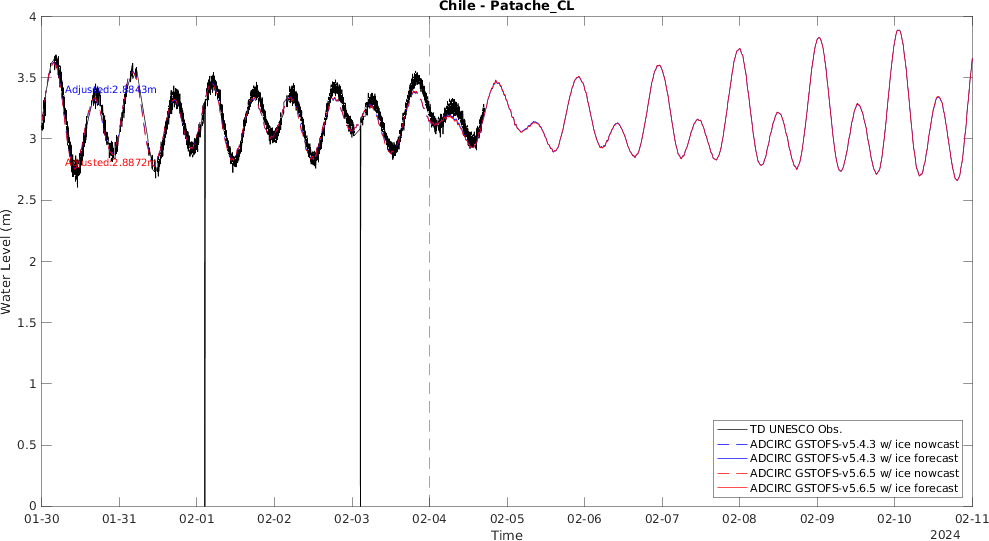 Chile - Patache_CL
4
3.5
3
2.5
2
1.5
1
0.5
0
Water Level (m)
Adjusted:2.8843m
Adjusted:2.8872m
TD UNESCO Obs.
ADCIRC GSTOFS-v5.4.3 w/ ice nowcast
ADCIRC GSTOFS-v5.4.3 w/ ice forecast
ADCIRC GSTOFS-v5.6.5 w/ ice nowcast
ADCIRC GSTOFS-v5.6.5 w/ ice forecast
01-30 01-31 02-01 02-02 02-03 02-04 02-05 02-06 02-07 02-08 02-09 02-10 02-11
Time
2024